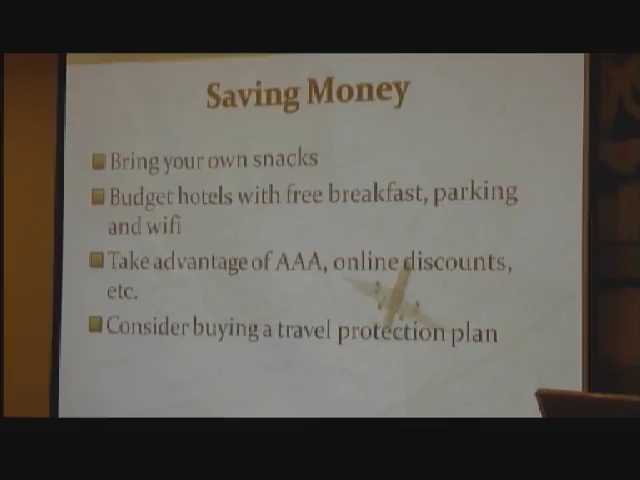 Saving Money
Bring your own snacks
Budget hotels with free breakfast, parking
and wifi
Take advantage of AAA, online discounts,
etc.
Consider buying a travel protection plan